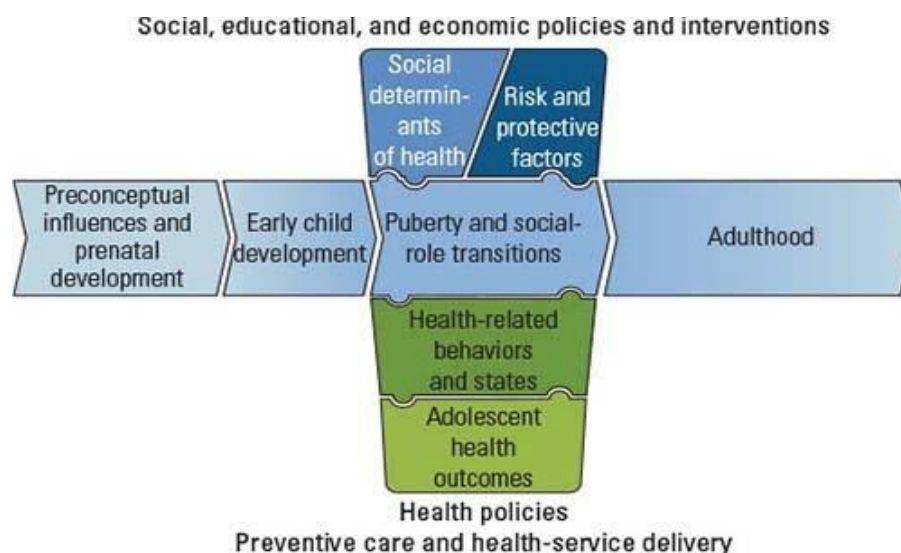 Social, educational, and economic policies and interventions
Social
determin-
ants
of health
Risk and
protective
factors
Preconceptual
influences and
prenatal
development
Early child
development
Puberty and social-
role transitions
Adulthood
Health-related
behaviors
and states
Adolescent
health
outcomes
Health policies
Preventive care and health-service delivery